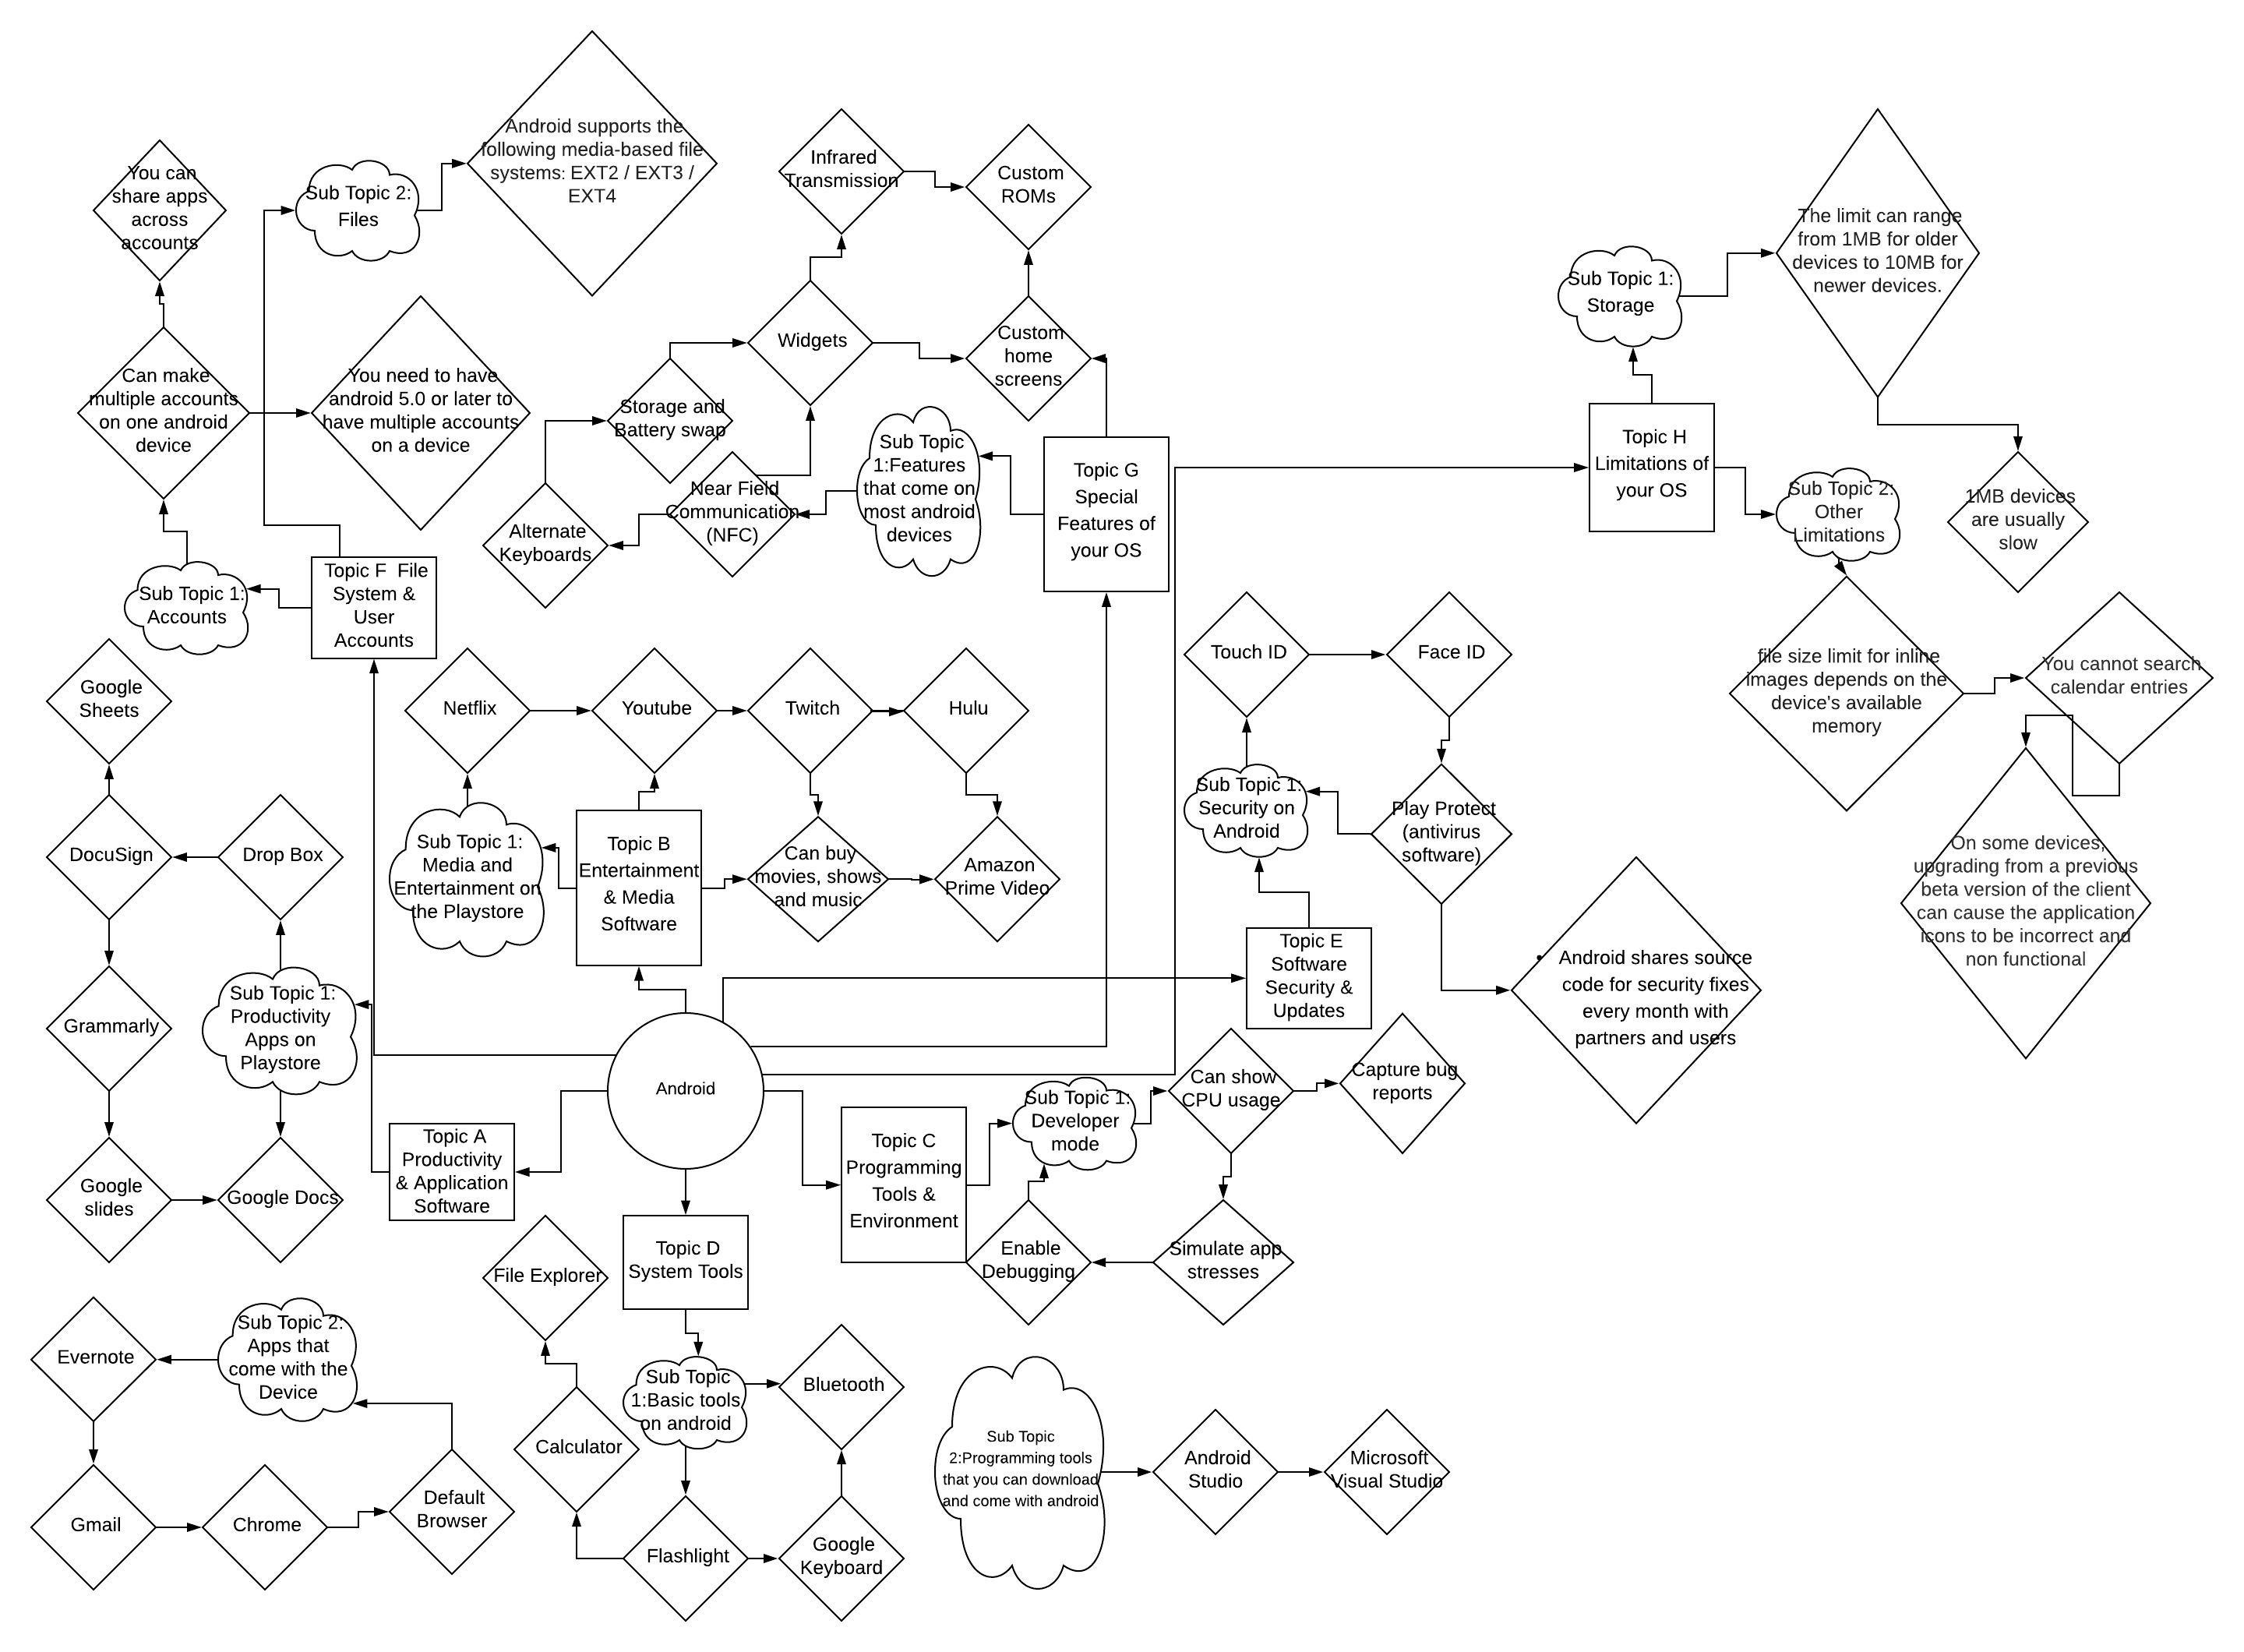 You can
share apps
across
accounts
Sub Topic 2:
Files
Android supports the
following media-based file
systems: EXT2 / EXT3 /
EXT4
Infrared
Transmission
Custom
ROMs
The limit can range
from 1MB for older
devices to 10MB for
newer devices.
Sub Topic 1:
Storage
Can make
multiple accounts
on one android
device
You need to have
android 5.0 or later to
have multiple accounts
on a device
Widgets
Custom
home
screens
Storage and
Battery swap
Sub Topic
1:Features
that come on
most android
devices
Topic G
Special
Features of
your OS
Topic H
Limitations of
your OS
Near Field
Communication
(NFC)
Alternate
Keyboards
Sub Topic 2:
Other
Limitations
1MB devices
are usually
slow
Sub Topic 1:
Accounts
Topic F  File
System &
User
Accounts
Google
Sheets
Netflix
Youtube
Twitch
Hulu
Touch ID
Face ID
file size limit for inline
images depends on the
device's available
memory
You cannot search
calendar entries
DocuSign
Drop Box
Sub Topic 1:
Media and
Entertainment on
the Playstore
Topic B
Entertainment
& Media
Software
Can buy
movies, shows
and music
Amazon
Prime Video
Sub Topic 1:
Security on
Android
Play Protect
(antivirus
software)
On some devices,
upgrading from a previous
beta version of the client
can cause the application
icons to be incorrect and
non functional
Grammarly
Sub Topic 1:
Productivity
Apps on
Playstore
Topic E
Software
Security &
Updates
• Android shares source
code for security fixes
every month with
partners and users
Android
Can show
CPU usage
Capture bug
reports
Sub Topic 1:
Developer
mode
Google
slides
Google Docs
Topic A
Productivity
& Application
Software
Topic C
Programming
Tools &
Environment
File Explorer
Topic D
System Tools
Enable
Debugging
Simulate app
stresses
Evernote
Sub Topic 2:
Apps that
come with the
Device
Sub Topic
1:Basic tools
on android
Bluetooth
Calculator
Sub Topic
2:Programming tools
that you can download
and come with android
Android
Studio
Microsoft
Visual Studio
Gmail
Chrome
Default
Browser
Flashlight
Google
Keyboard